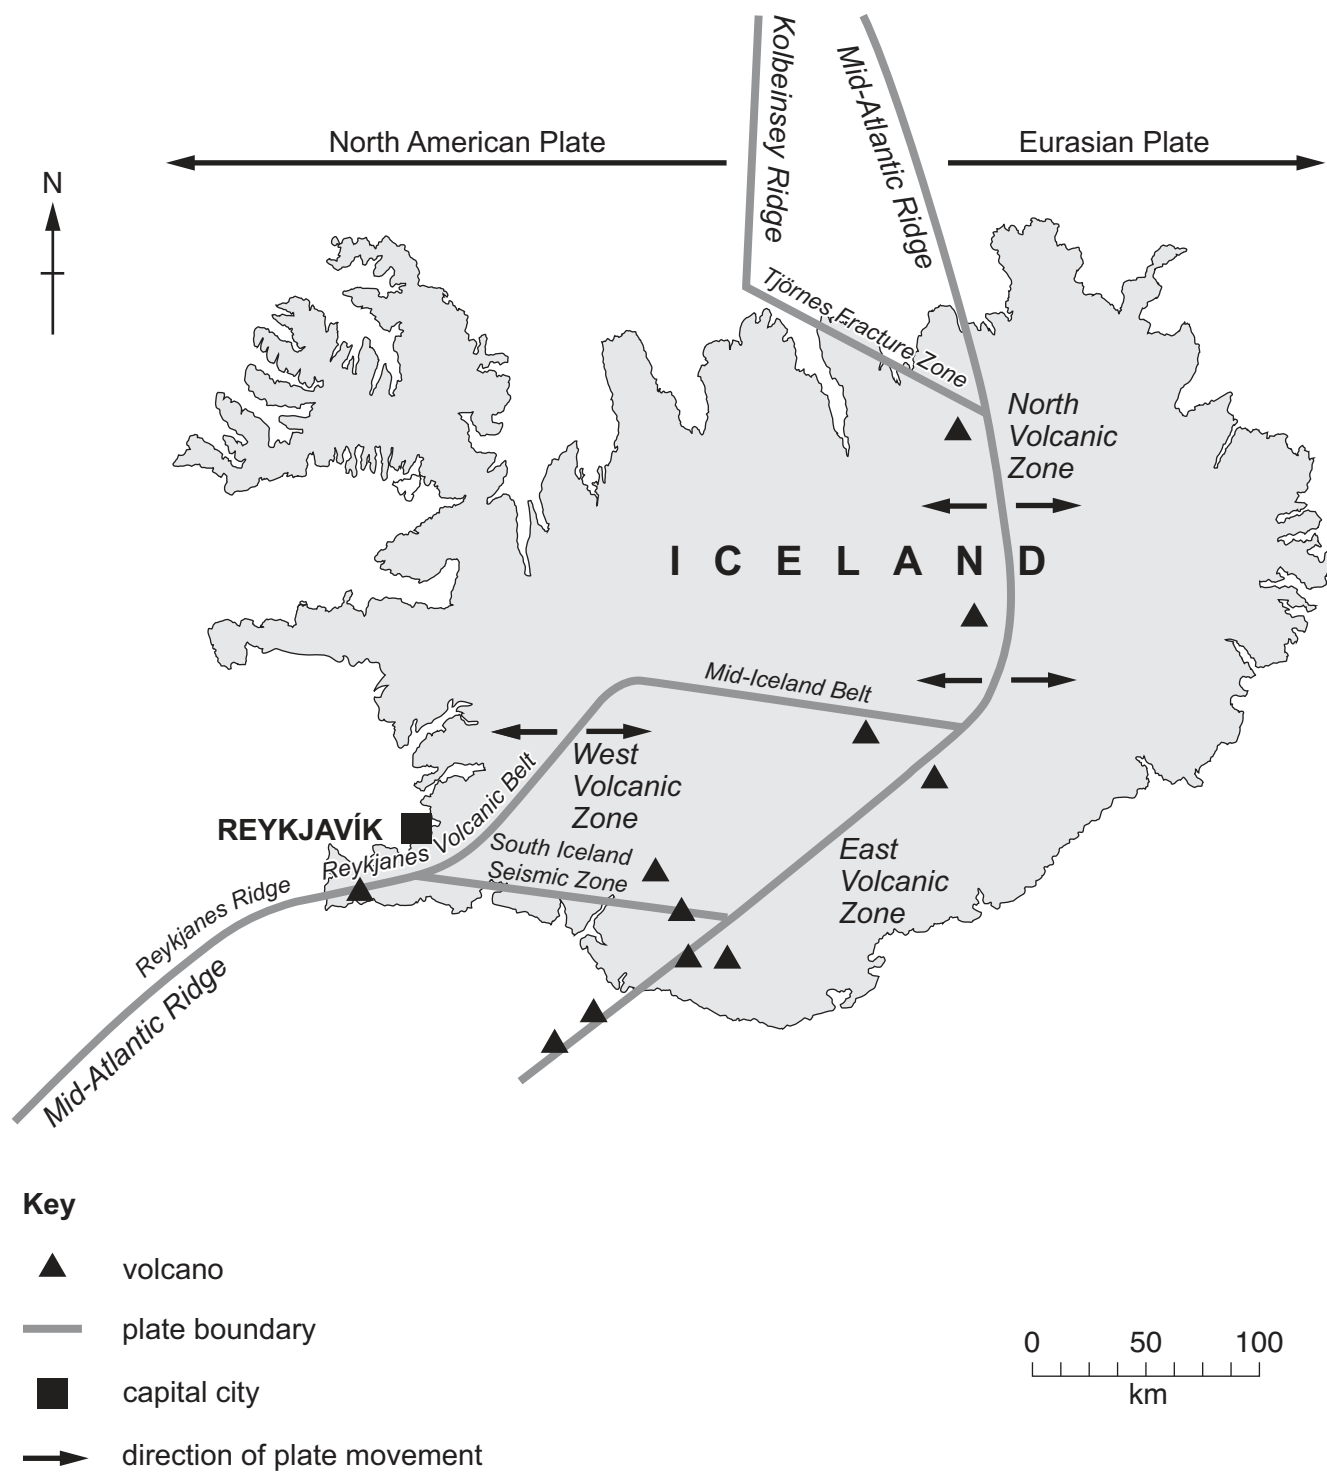 Kolbeinsey Ridge
Mid-Atlantic Ridge
North American Plate
Eurasian Plate
N
Tjörnes Fracture Zone
North
Volcanic
Zone
ICELAND
Mid-Iceland Belt
West
Volcanic
Zone
Reykjanes Volcanic Belt
REYKJAVÍK
South Iceland
Seismic Zone
East
Volcanic
Zone
Reykjanes Ridge
Mid-Atlantic Ridge
Key
volcano
plate boundary
capital city
direction of plate movement
0 50 100
km